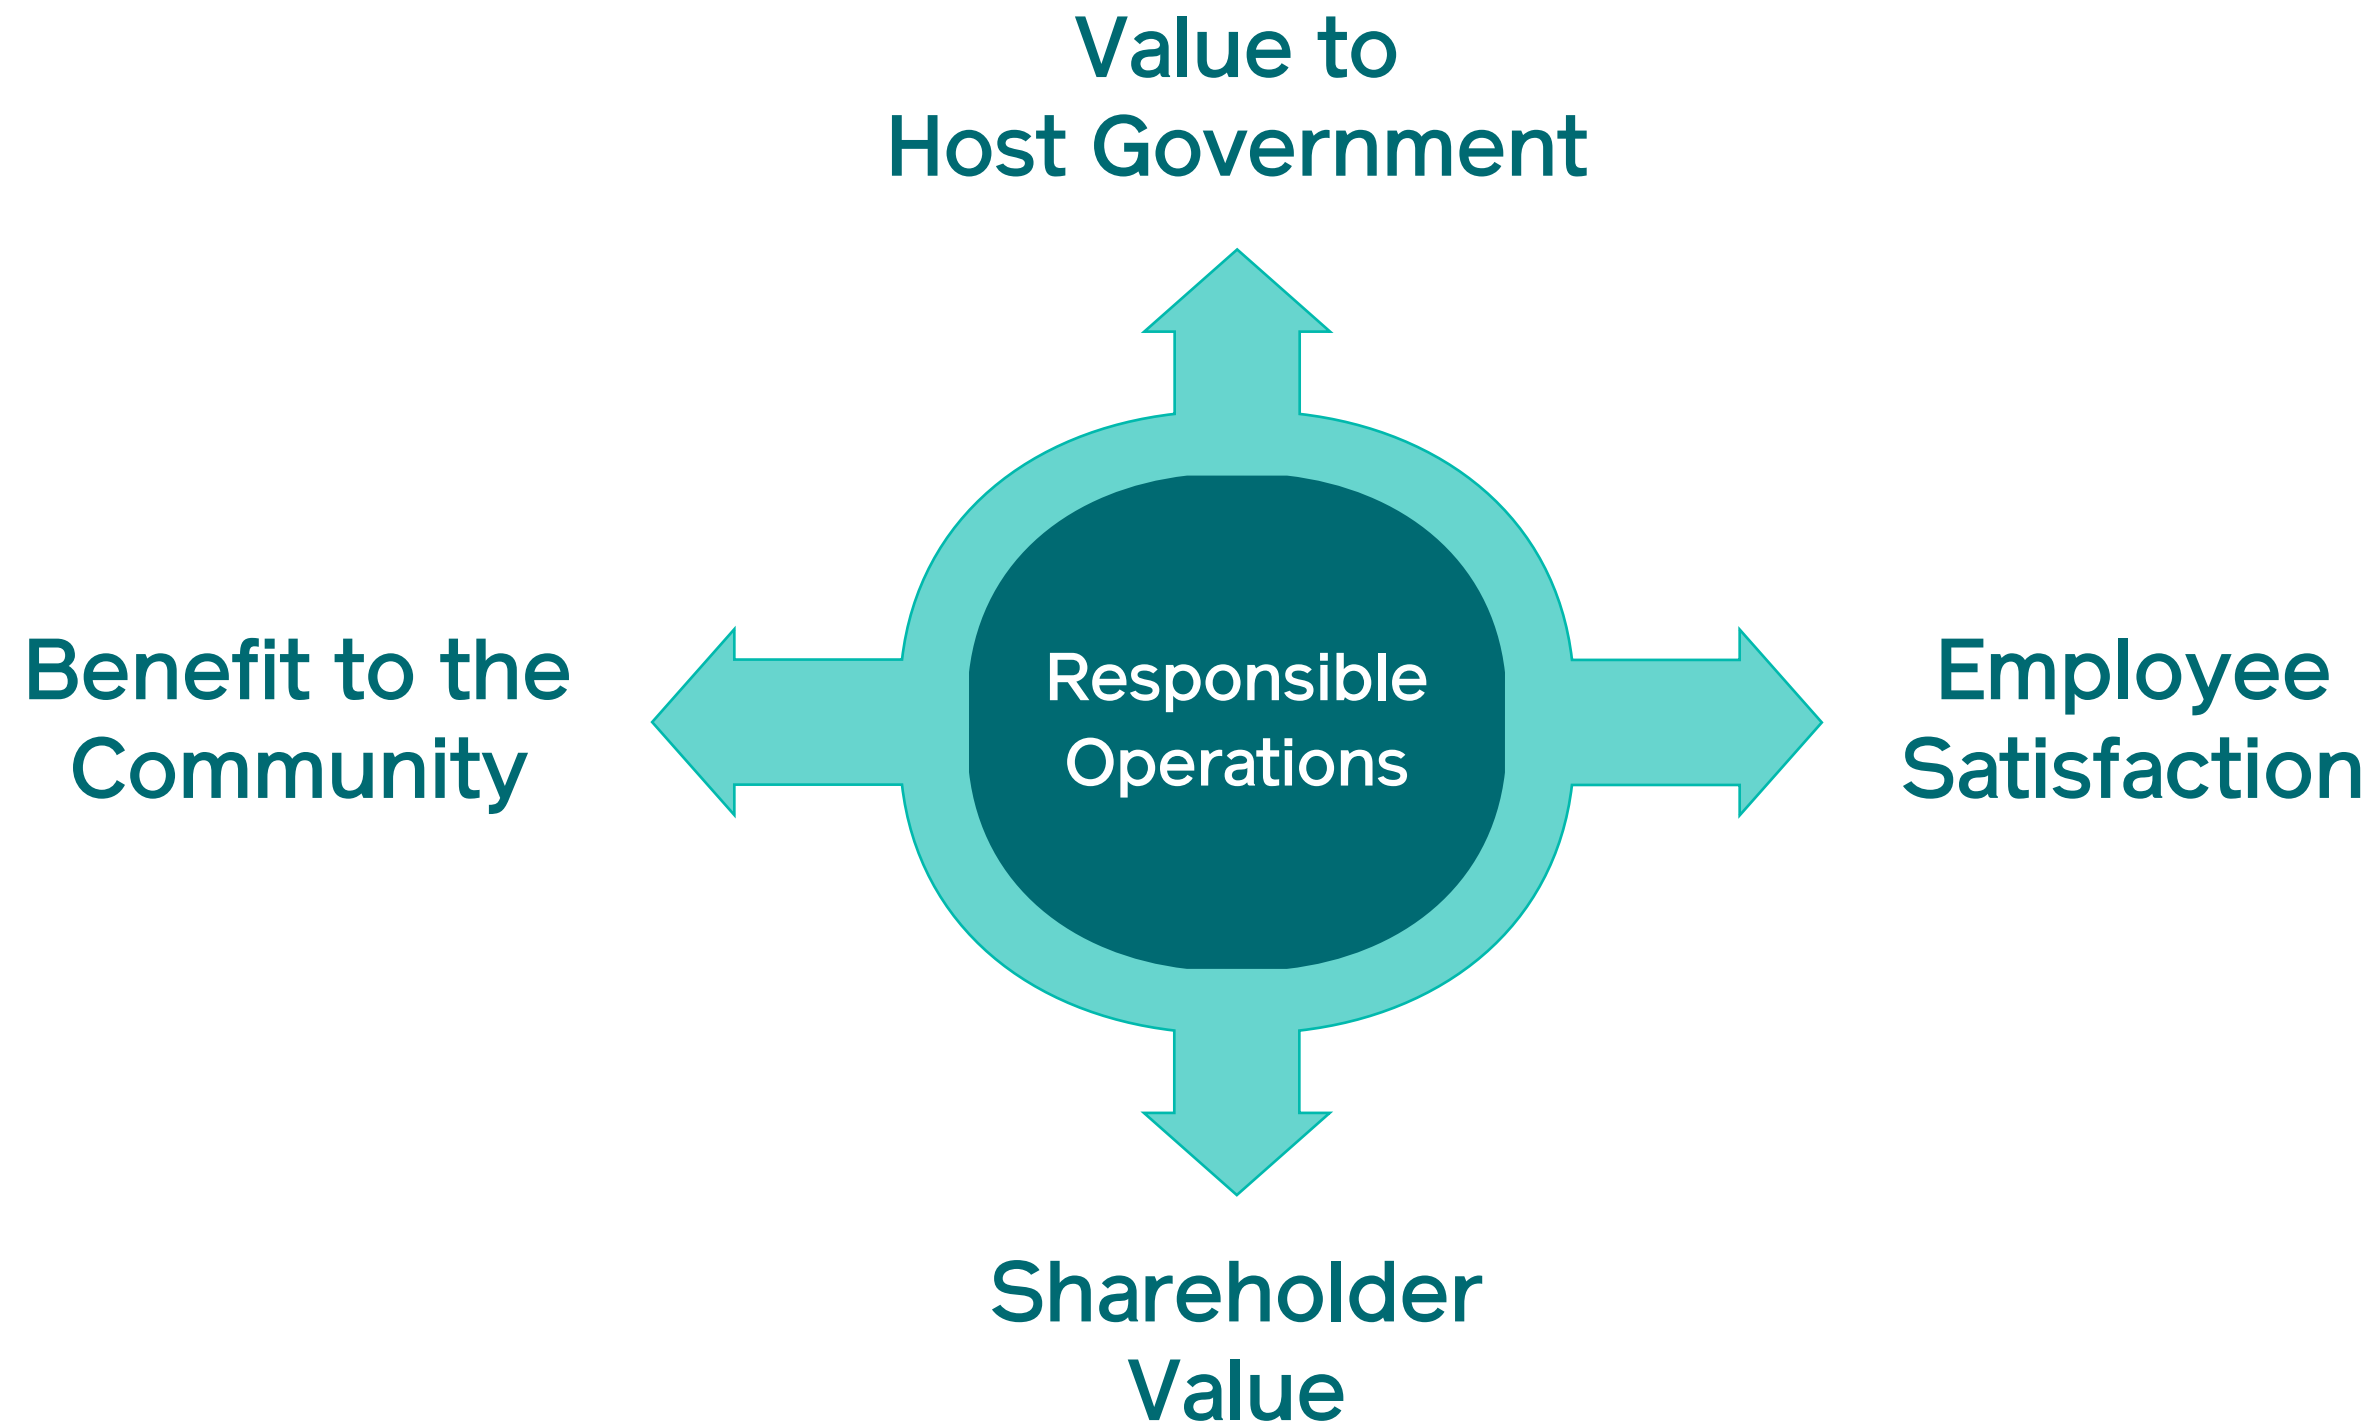 Value to
Host Government
Benefit to the
Community
Responsible
Operations
Employee
Satisfaction
Shareholder
Value